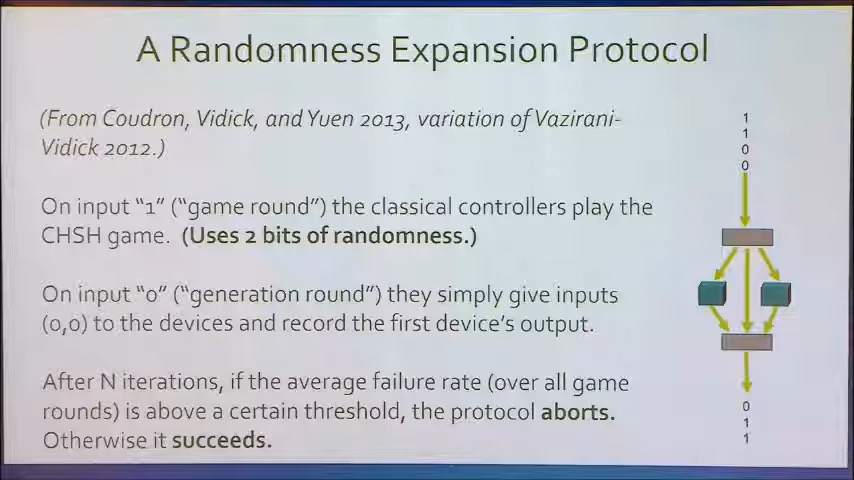 A Randomness Expansion Protocol
(From Coudron, Vidick, and Yuen 2013, variation of Vazirani-
Vidick 2012.)
On input “1” (“game round”) the classical controllers play the
CHSH game. (Uses 2 bits of randomness.)
On input “0” (“generation round”) they simply give inputs
(0,0) to the devices and record the first device’s output.
After N iterations, if the average failure rate (over all game
rounds) is above a certain threshold, the protocol aborts.
Otherwise it succeeds.
1
1
0
0
0
1
1